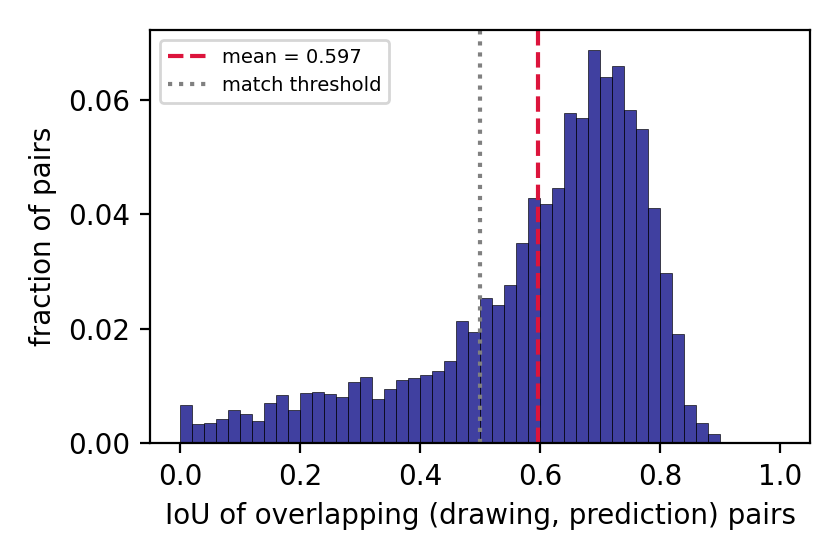 mean = 0.597
match threshold
fraction of pairs
0.06
0.04
0.02
0.00
0.0 0.2 0.4 0.6 0.8 1.0
IoU of overlapping (drawing, prediction) pairs